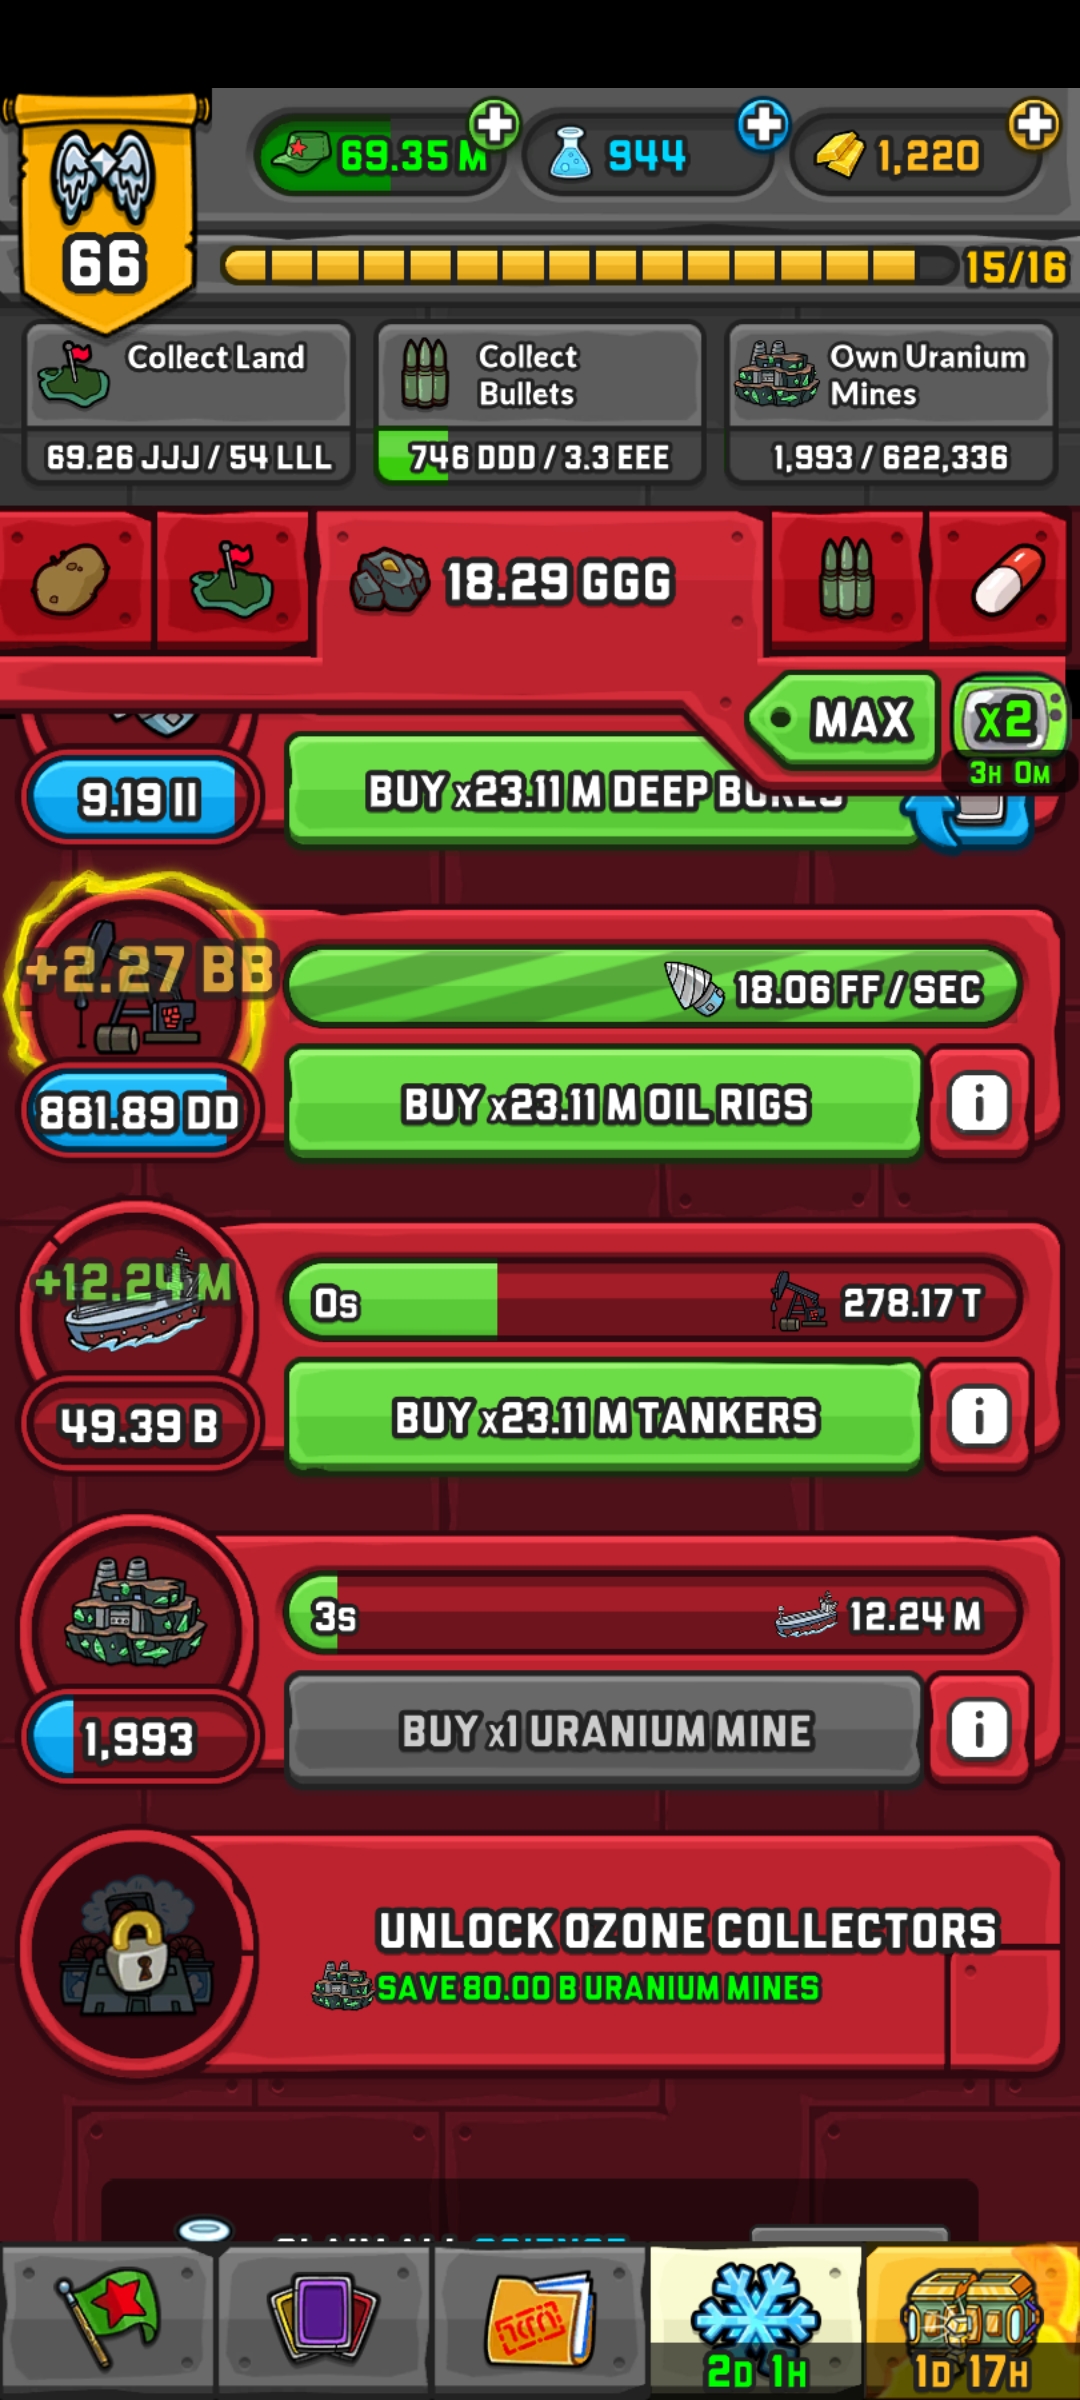 69.35 M
944
1,220
66
15/16
Collect Land
Collect
Bullets
Own Uranium
Mines
69.26 JJJ / 54 LLL
746 DDD / 3.3 EEE
1,993 / 622,336
18.29 GGG
MAX
x2
3H 0M
9.19 II
BUY x23.11 M DEEP BORES
+2.27 BB
18.06 FF / SEC
881.89 DD
BUY x23.11 M OIL RIGS
i
+12.24 M
0s
278.17 T
49.39 B
BUY x23.11 M TANKERS
i
3s
12.24 M
1,993
BUY x1 URANIUM MINE
i
UNLOCK OZONE COLLECTORS
SAVE 80.00 B URANIUM MINES
2D 1H
1D 17H